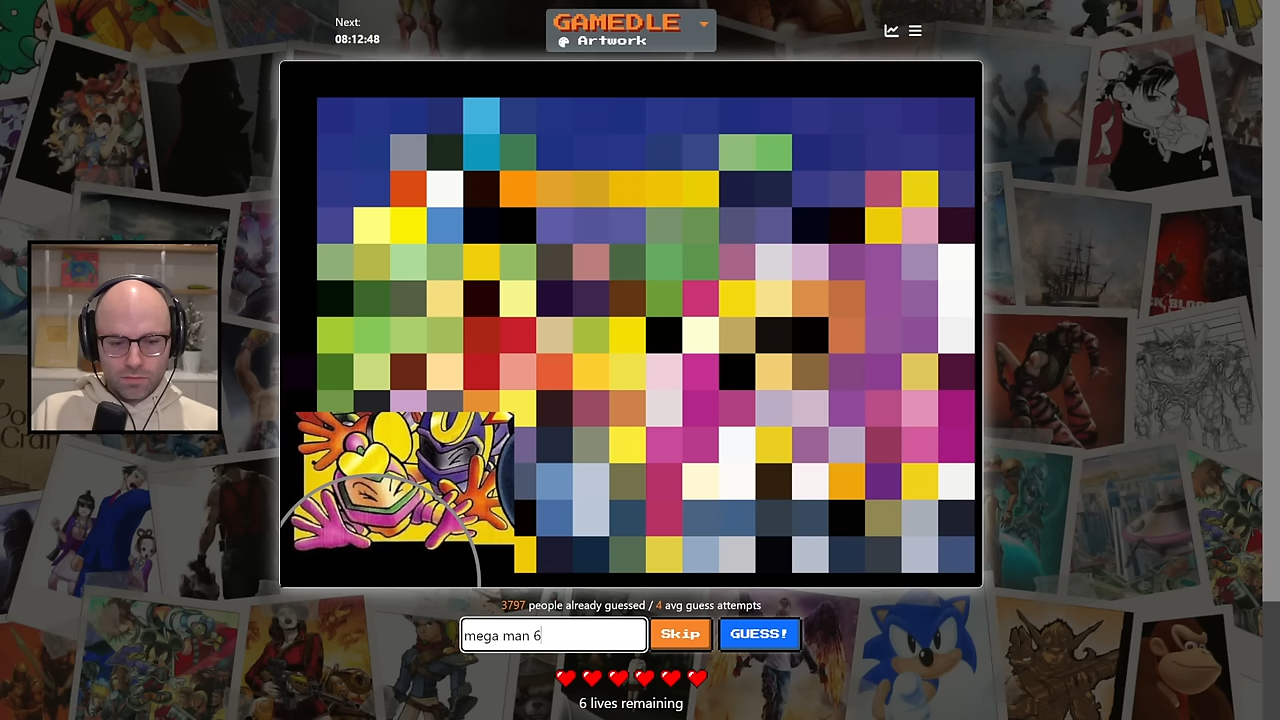 Next:
08:12:48
GAMEDLE
Artwork
3797 people already guessed / 4 avg guess attempts
mega man 6
Skip
GUESS!
6 lives remaining